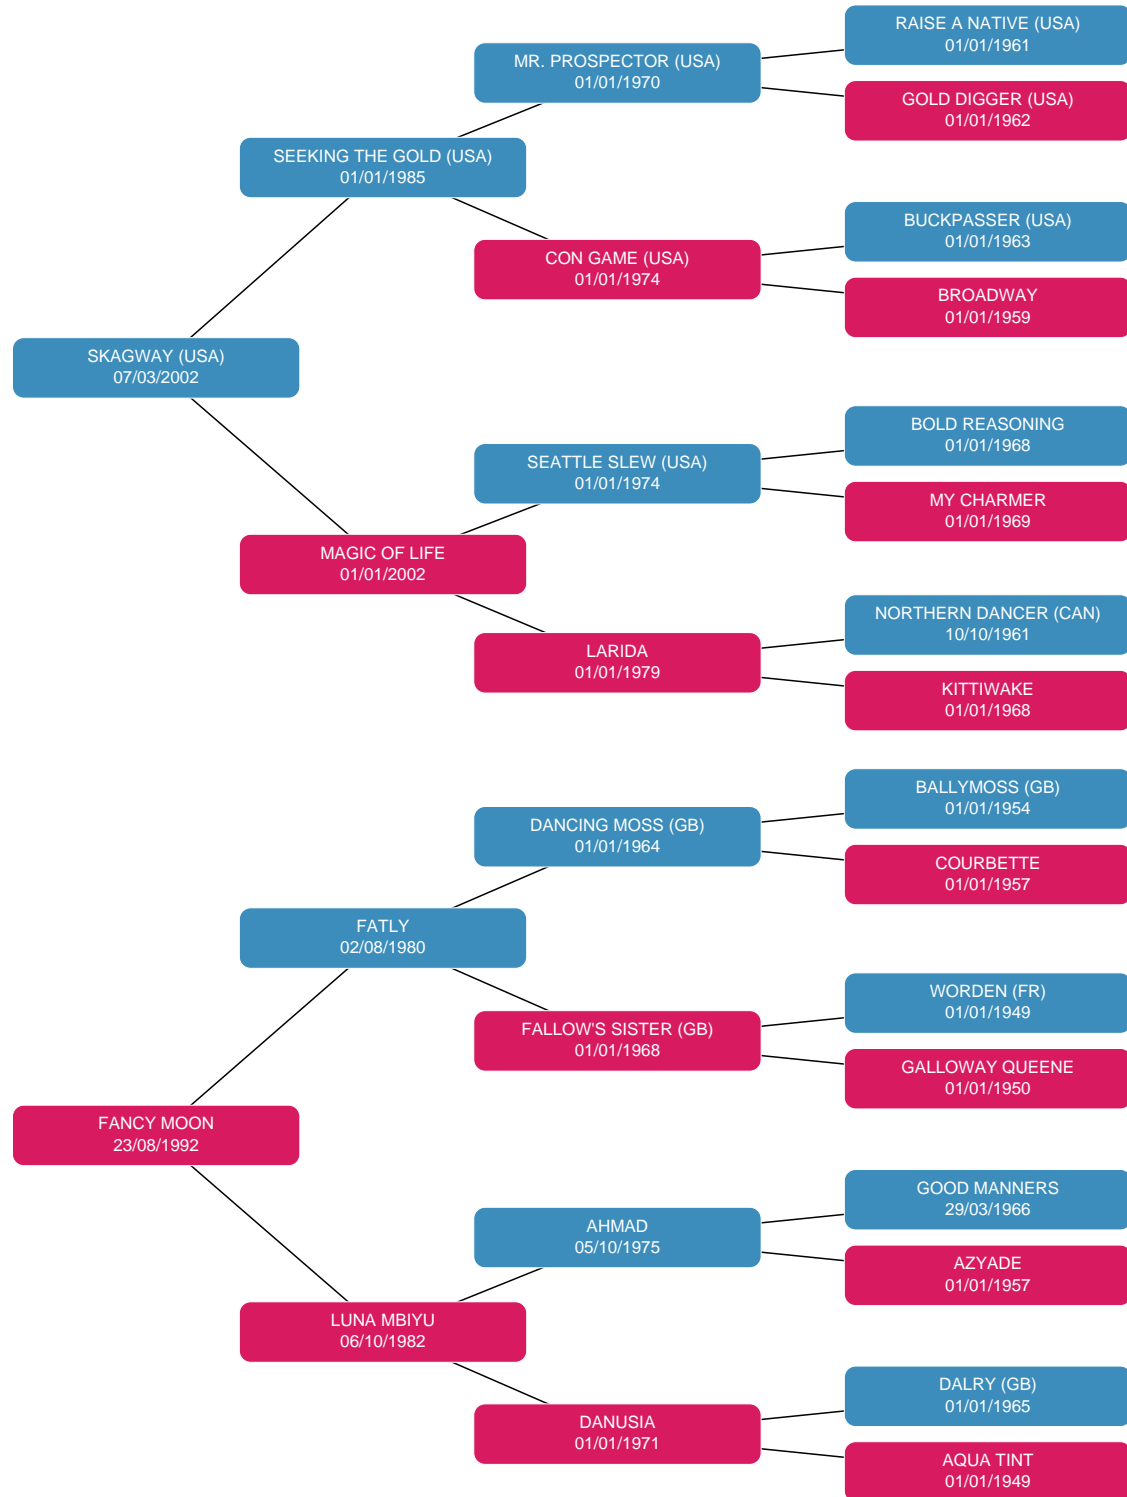 RAISE A NATIVE (USA)
01/01/1961
MR. PROSPECTOR (USA)
01/01/1970
GOLD DIGGER (USA)
01/01/1962
SEEKING THE GOLD (USA)
01/01/1985
BUCKPASSER (USA)
01/01/1963
CON GAME (USA)
01/01/1974
BROADWAY
01/01/1959
SKAGWAY (USA)
07/03/2002
BOLD REASONING
01/01/1968
SEATTLE SLEW (USA)
01/01/1974
MY CHARMER
01/01/1969
MAGIC OF LIFE
01/01/2002
NORTHERN DANCER (CAN)
10/10/1961
LARIDA
01/01/1979
KITTIWAKE
01/01/1968
BALLYMOSS (GB)
01/01/1954
DANCING MOSS (GB)
01/01/1964
COURBETTE
01/01/1957
FATLY
02/08/1980
WORDEN (FR)
01/01/1949
FALLOW'S SISTER (GB)
01/01/1968
GALLOWAY QUEENE
01/01/1950
FANCY MOON
23/08/1992
GOOD MANNERS
29/03/1966
AHMAD
05/10/1975
AZYADE
01/01/1957
LUNA MBIYU
06/10/1982
DALRY (GB)
01/01/1965
DANUSIA
01/01/1971
AQUA TINT
01/01/1949